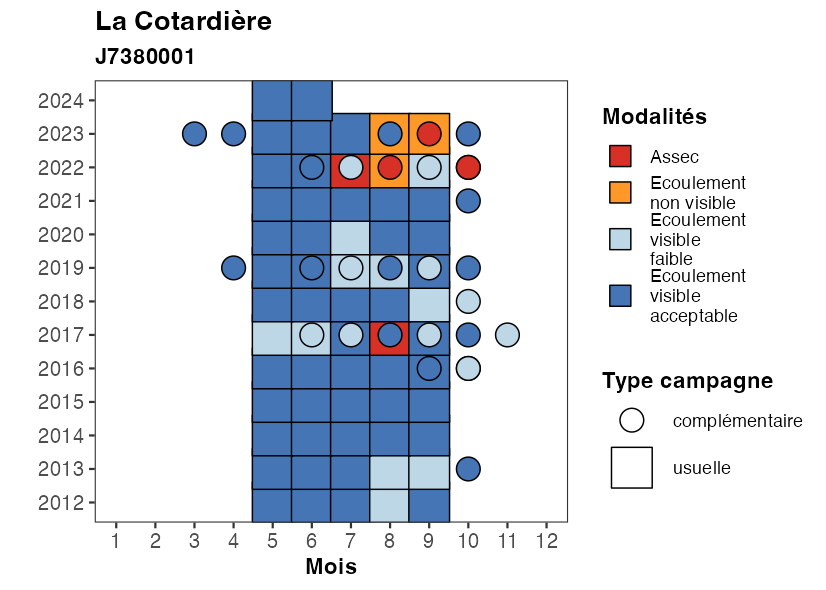 La Cotardière
J7380001
2024
2023
2022
2021
2020
2019
2018
2017
2016
2015
2014
2013
2012
1 2 3 4 5 6 7 8 9 10 11 12
Mois
Modalités
Assec
Ecoulement
non visible
Ecoulement
visible
faible
Ecoulement
visible
acceptable
Type campagne
complémentaire
usuelle